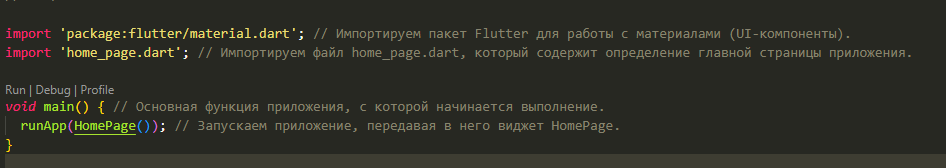 import 'package:flutter/material.dart'; // Импортируем пакет Flutter для работы с материалами (UI-компоненты).
import 'home_page.dart'; // Импортируем файл home_page.dart, который содержит определение главной страницы приложения.
Run | Debug | Profile
void main() { // Основная функция приложения, с которой начинается выполнение.
  runApp(HomePage()); // Запускаем приложение, передавая в него виджет HomePage.
}